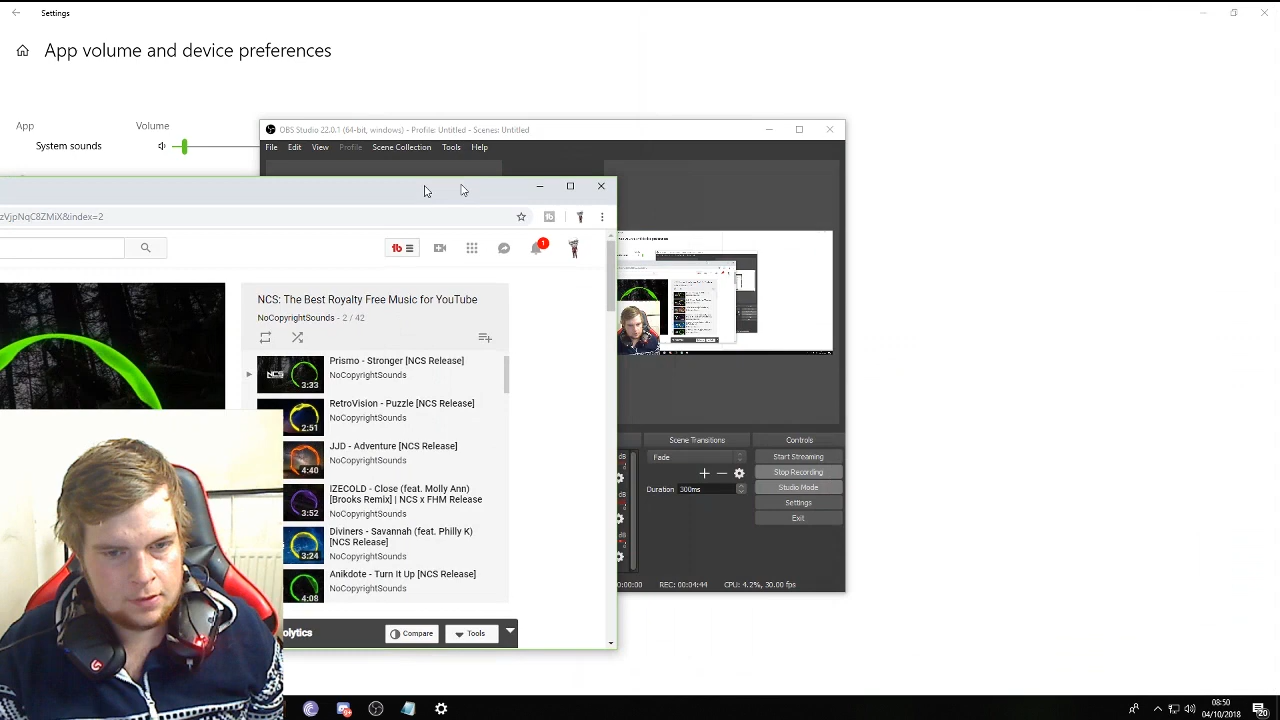 Settings
App volume and device preferences
App
Volume
System sounds
OBS Studio 22.0.1 (64-bit, windows) - Profile: Untitled - Scenes: Untitled
File Edit View Profile Scene Collection Tools Help
zVjpNqC8ZMiX&index=2
1
NCS: The Best Royalty Free Music for YouTube
NoCopyrightSounds - 2 / 42
Prismo - Stronger [NCS Release]
NoCopyrightSounds
3:33
RetroVision - Puzzle [NCS Release]
NoCopyrightSounds
2:51
JJD - Adventure [NCS Release]
NoCopyrightSounds
4:40
IZECOLD - Close (feat. Molly Ann)
[Brooks Remix] | NCS x FHM Release
NoCopyrightSounds
3:52
Diviners - Savannah (feat. Philly K)
[NCS Release]
NoCopyrightSounds
3:24
Anikdote - Turn It Up [NCS Release]
NoCopyrightSounds
4:08
olytics
Compare
Tools
Scene Transitions
Fade
Duration 300ms
Controls
Start Streaming
Stop Recording
Studio Mode
Settings
Exit
REC: 00:04:44
CPU: 4.2%, 30.00 fps
08:50
04/10/2018
20